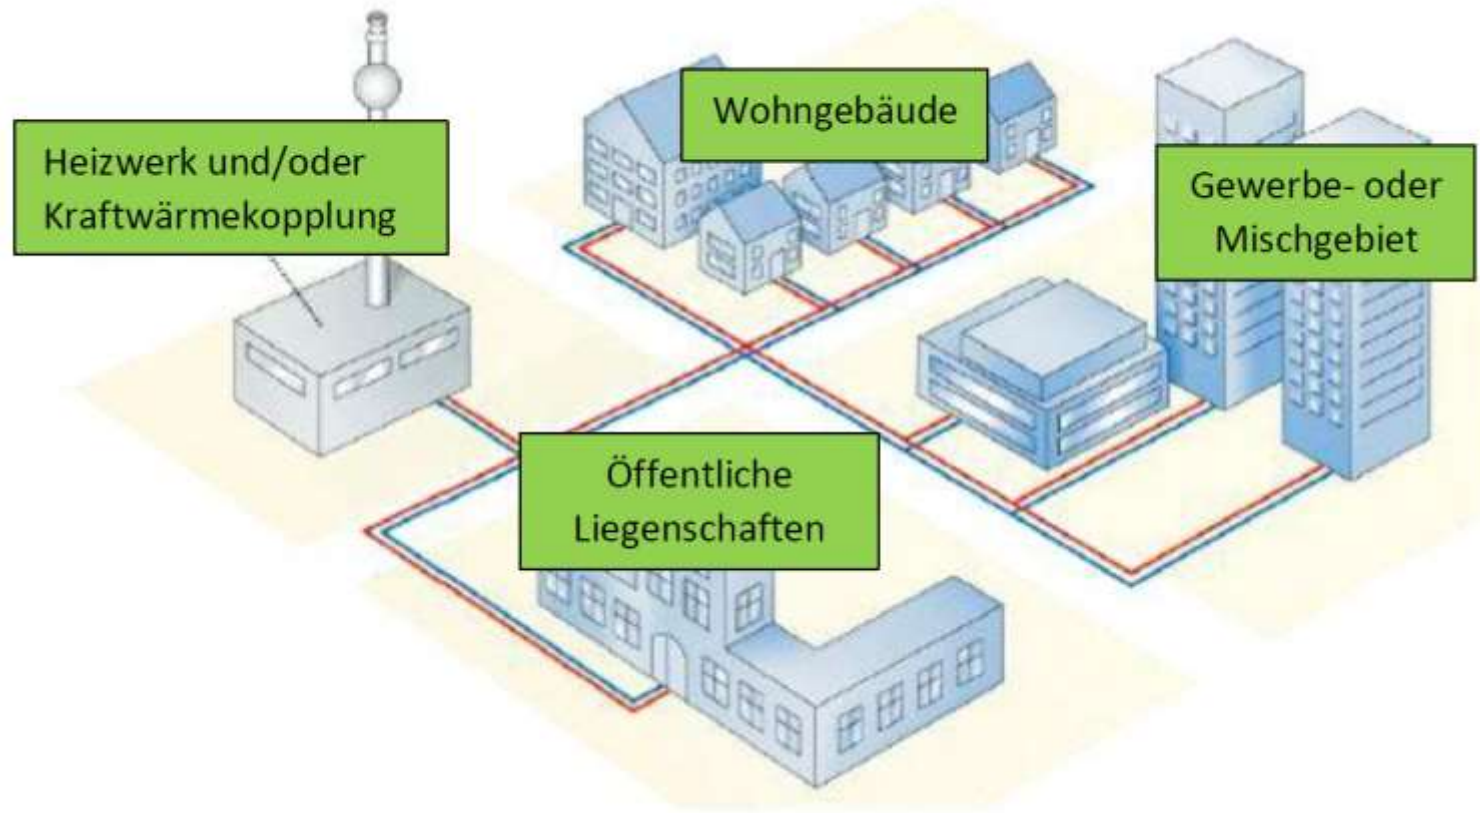 Wohngebäude
Heizwerk und/oder
Kraftwärmekopplung
Gewerbe- oder
Mischgebiet
Öffentliche
Liegenschaften